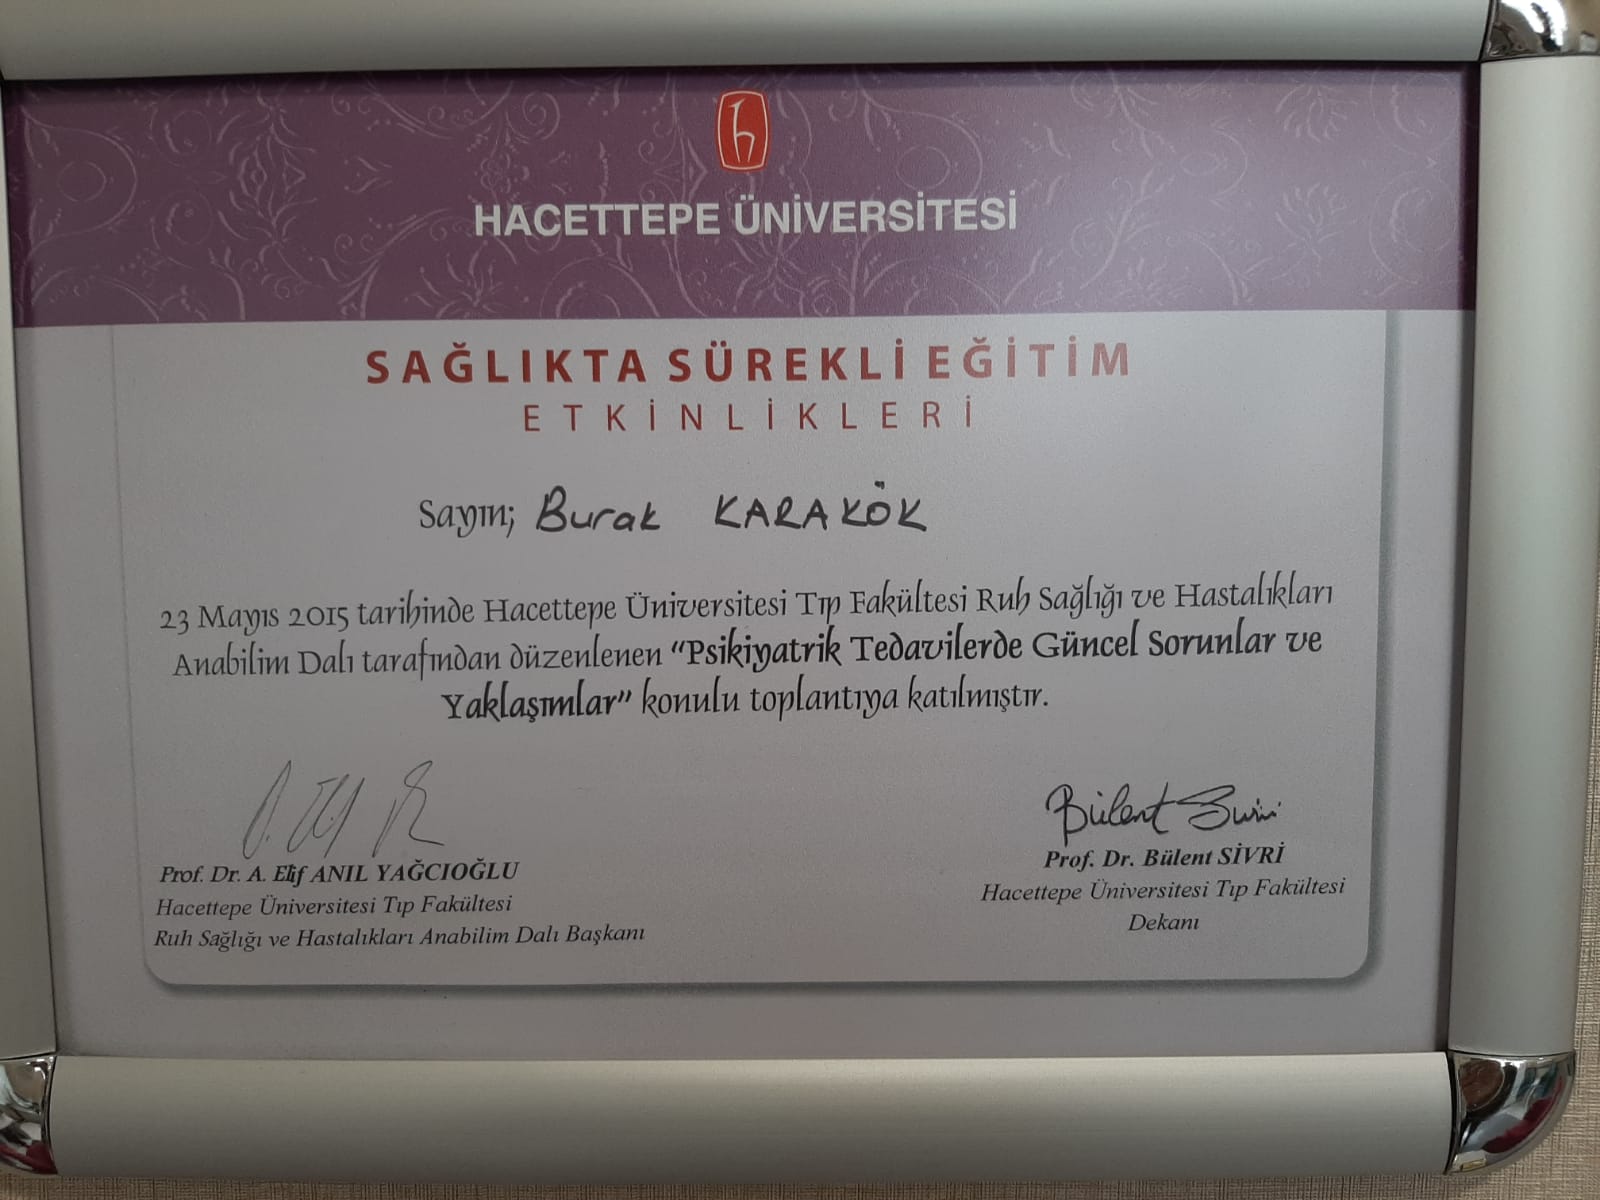 HACETTEPE ÜNİVERSİTESİ
SAĞLIKTA SÜREKLİ EĞİTİM
ETKİNLİKLERİ
Sayın; Burak KARAKÖK
23 Mayıs 2015 tarihinde Hacettepe Üniversitesi Tıp Fakültesi Ruh Sağlığı ve Hastalıkları
Anabilim Dalı tarafından düzenlenen “Psikiyatrik Tedavilerde Güncel Sorunlar ve
Yaklaşımlar” konulu toplantıya katılmıştır.
Prof. Dr. A. Elif ANIL YAĞCIOĞLU
Hacettepe Üniversitesi Tıp Fakültesi
Ruh Sağlığı ve Hastalıkları Anabilim Dalı Başkanı
Bülent Sivri
Prof. Dr. Bülent SİVRİ
Hacettepe Üniversitesi Tıp Fakültesi
Dekanı